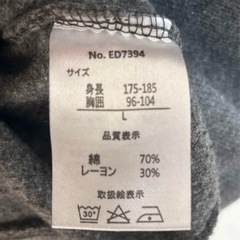 No. ED7394
サイズ
身長 175-185
胸囲 96-104
L
品質表示
綿 70%
レーヨン 30%
取扱絵表示
30°